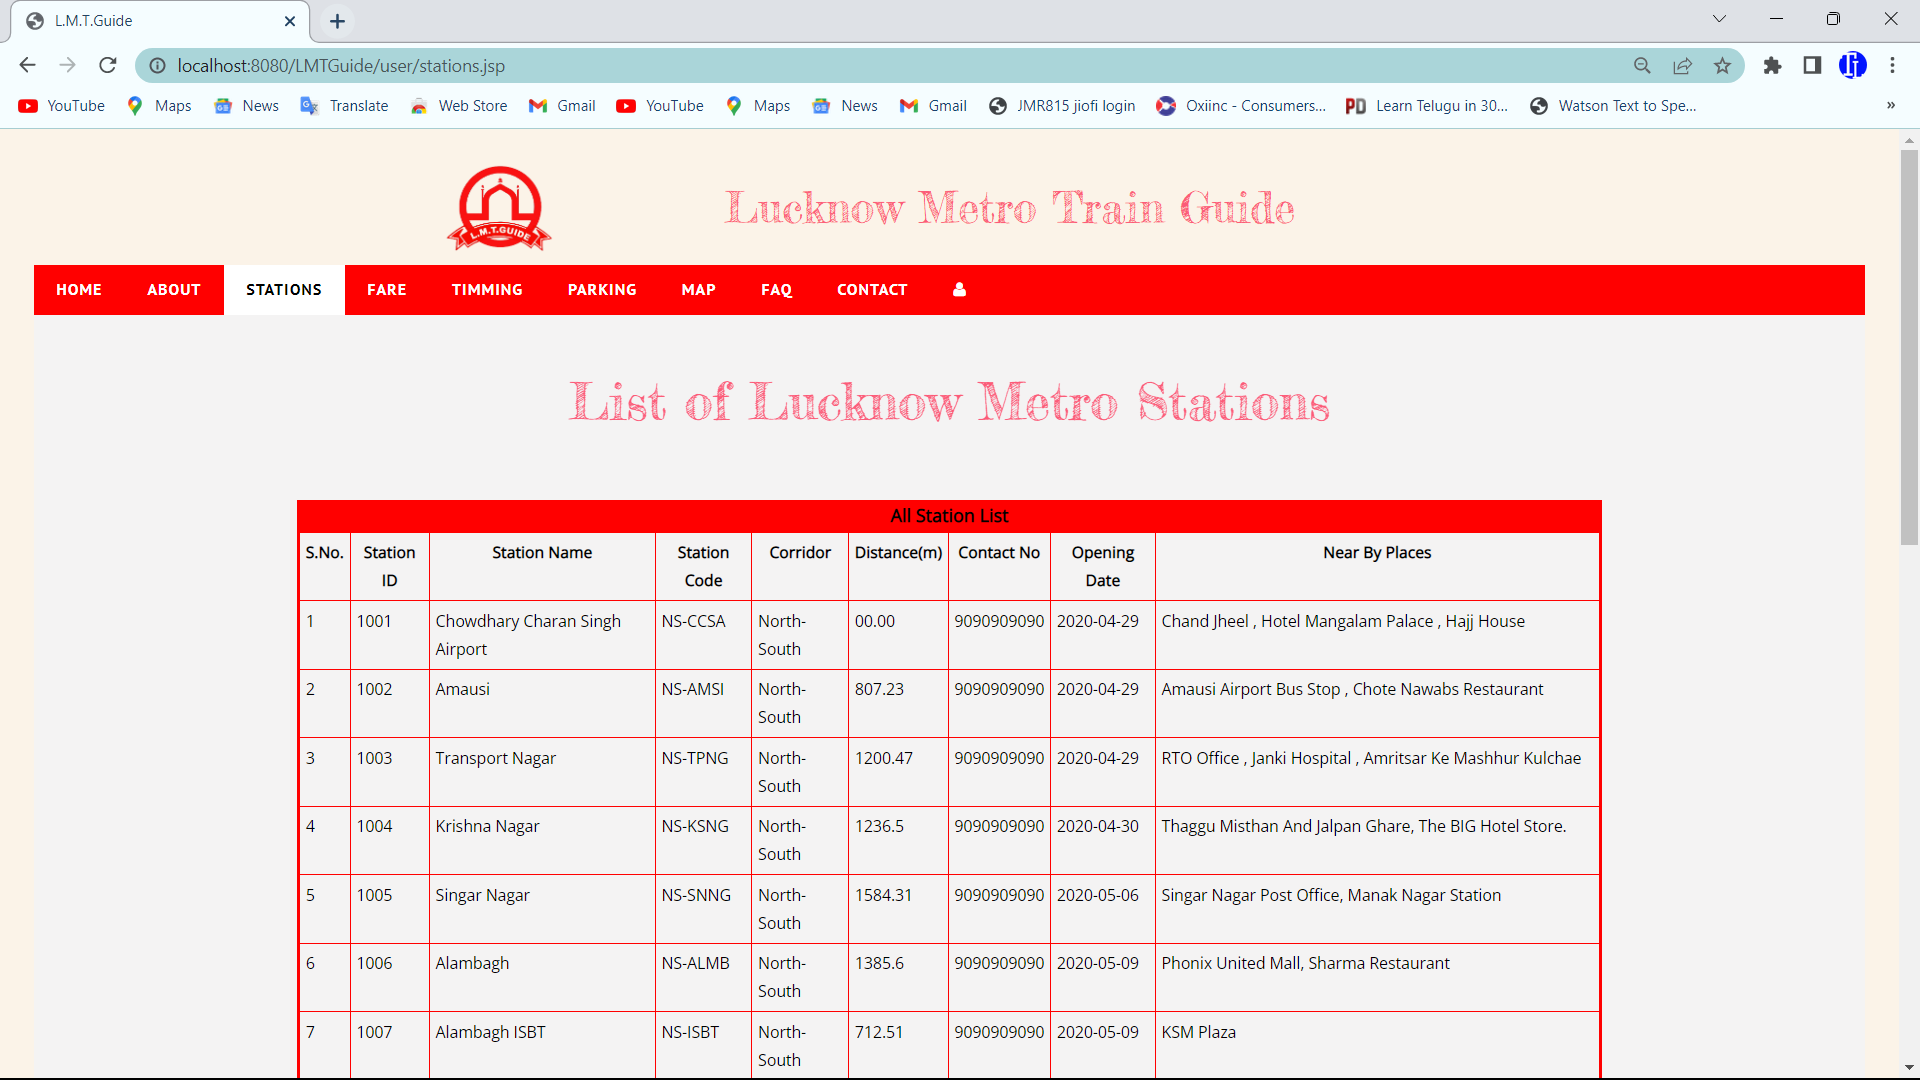 L.M.T.Guide
localhost:8080/LMTGuide/user/stations.jsp
YouTube Maps News Translate Web Store Gmail YouTube Maps News Gmail JMR815 jiofi login Oxiinc - Consumers... Learn Telugu in 30... Watson Text to Spe... »
L.M.T.GUIDE
Lucknow Metro Train Guide
HOME ABOUT STATIONS FARE TIMMING PARKING MAP FAQ CONTACT
List of Lucknow Metro Stations
All Station List
S.No. Station Station Name Station Corridor Distance(m) Contact No Opening Near By Places
ID Code Date
1 1001 Chowdhary Charan Singh NS-CCSA North- 00.00 9090909090 2020-04-29 Chand Jheel , Hotel Mangalam Palace , Hajj House
Airport South
2 1002 Amausi NS-AMSI North- 807.23 9090909090 2020-04-29 Amausi Airport Bus Stop , Chote Nawabs Restaurant
South
3 1003 Transport Nagar NS-TPNG North- 1200.47 9090909090 2020-04-29 RTO Office , Janki Hospital , Amritsar Ke Mashhur Kulchae
South
4 1004 Krishna Nagar NS-KSNG North- 1236.5 9090909090 2020-04-30 Thaggu Misthan And Jalpan Ghare, The BIG Hotel Store.
South
5 1005 Singar Nagar NS-SNNG North- 1584.31 9090909090 2020-05-06 Singar Nagar Post Office, Manak Nagar Station
South
6 1006 Alambagh NS-ALMB North- 1385.6 9090909090 2020-05-09 Phonix United Mall, Sharma Restaurant
South
7 1007 Alambagh ISBT NS-ISBT North- 712.51 9090909090 2020-05-09 KSM Plaza
South